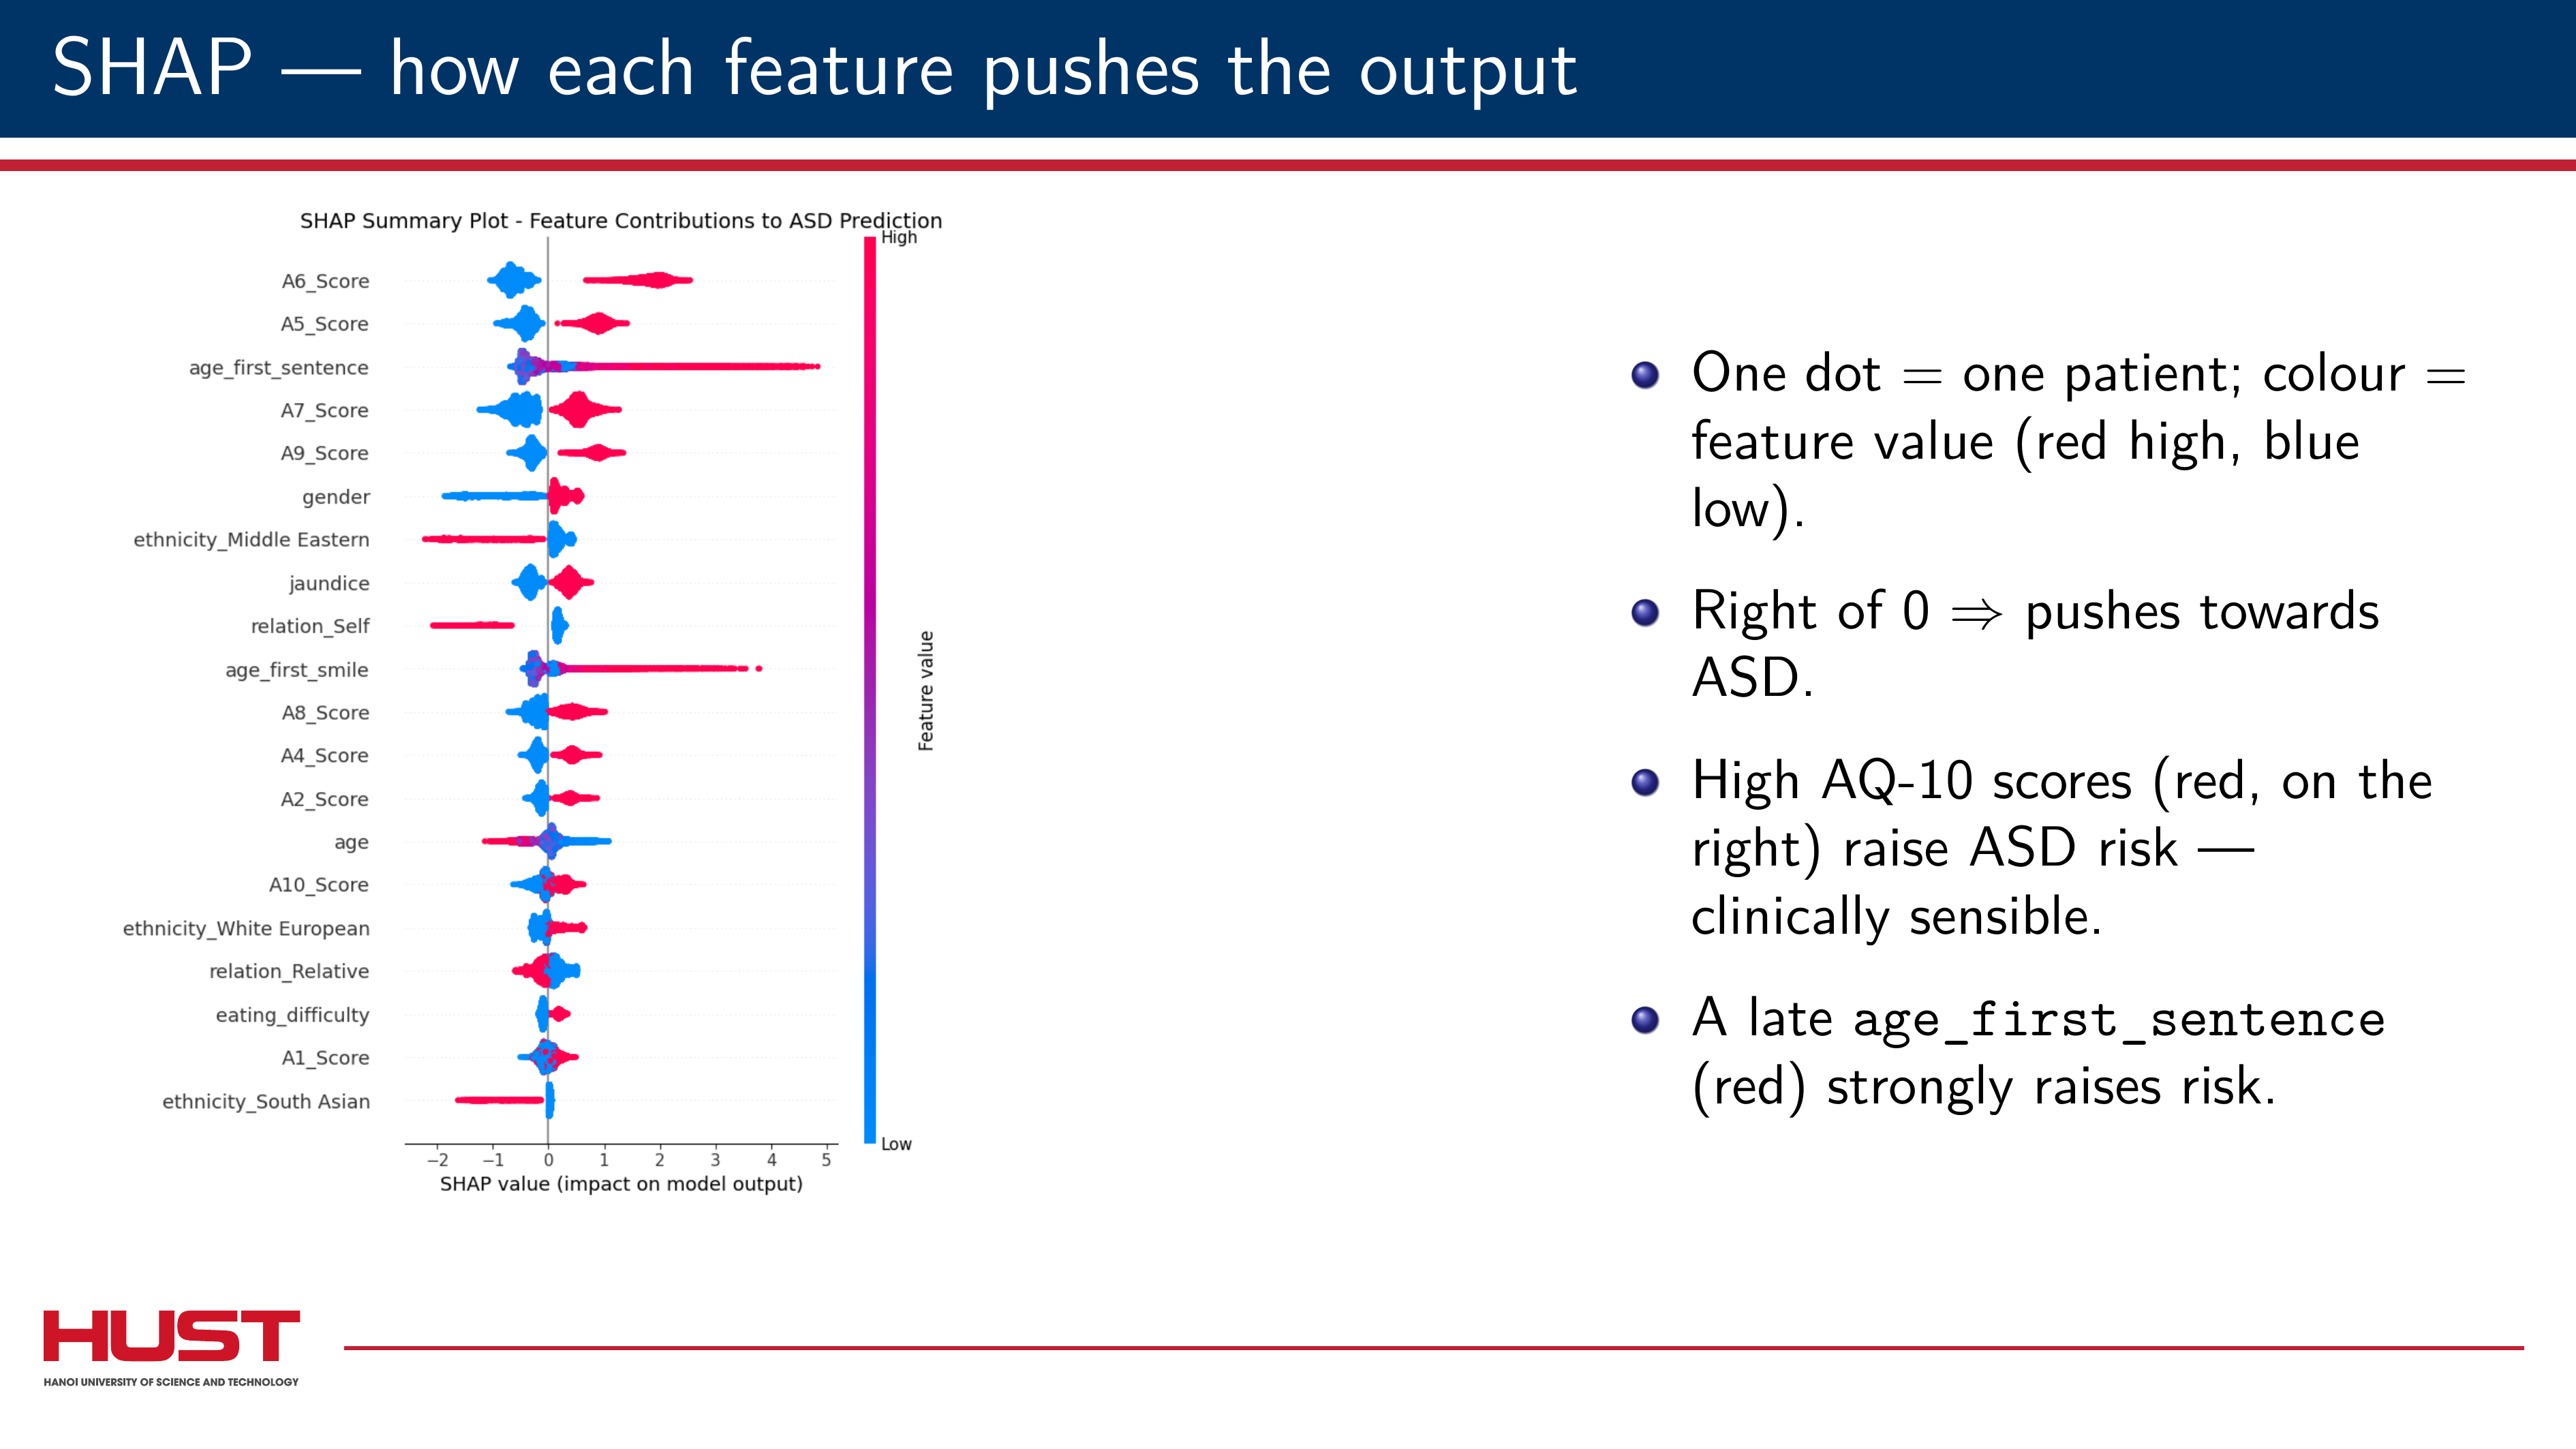 SHAP — how each feature pushes the output
SHAP Summary Plot - Feature Contributions to ASD Prediction
High
A6_Score
A5_Score
age_first_sentence
A7_Score
A9_Score
gender
ethnicity_Middle Eastern
jaundice
relation_Self
age_first_smile
A8_Score
A4_Score
A2_Score
age
A10_Score
ethnicity_White European
relation_Relative
eating_difficulty
A1_Score
ethnicity_South Asian
Feature value
Low
−2 −1 0 1 2 3 4 5
SHAP value (impact on model output)
One dot = one patient; colour =
feature value (red high, blue
low).
Right of 0 ⇒ pushes towards
ASD.
High AQ-10 scores (red, on the
right) raise ASD risk —
clinically sensible.
A late age_first_sentence
(red) strongly raises risk.
HUST
HANOI UNIVERSITY OF SCIENCE AND TECHNOLOGY